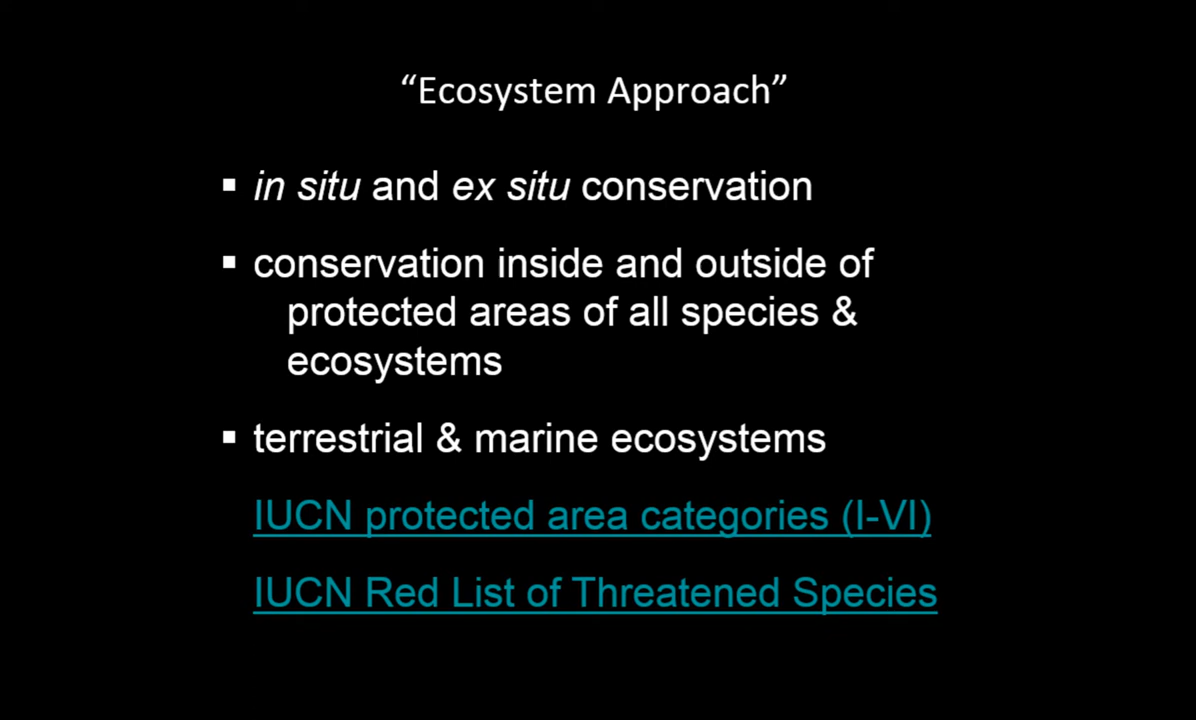 “Ecosystem Approach”
▪ in situ and ex situ conservation
▪ conservation inside and outside of
protected areas of all species &
ecosystems
▪ terrestrial & marine ecosystems
IUCN protected area categories (I-VI)
IUCN Red List of Threatened Species